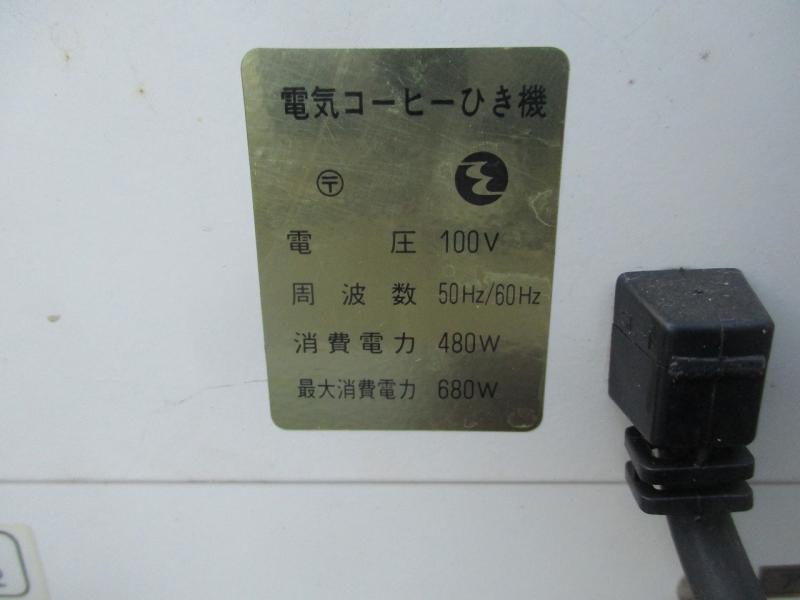 電気コーヒーひき機
〒
電圧 100V
周波数 50Hz/60Hz
消費電力 480W
最大消費電力 680W